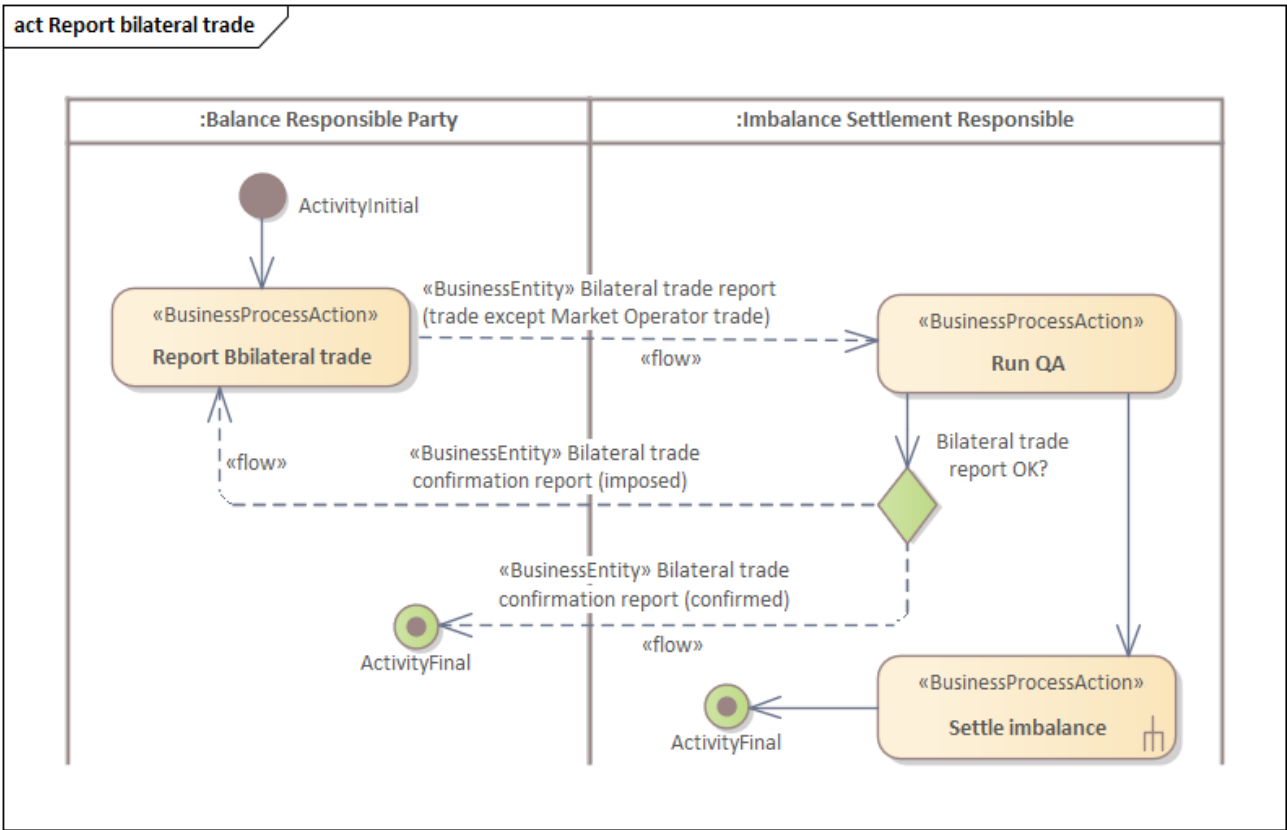 act Report bilateral trade
:Balance Responsible Party
:Imbalance Settlement Responsible
ActivityInitial
«BusinessEntity» Bilateral trade report
(trade except Market Operator trade)
«flow»
«BusinessProcessAction»
Report Bbilateral trade
«BusinessProcessAction»
Run QA
Bilateral trade
report OK?
«BusinessEntity» Bilateral trade
confirmation report (imposed)
«flow»
«BusinessEntity» Bilateral trade
confirmation report (confirmed)
«flow»
ActivityFinal
«BusinessProcessAction»
Settle imbalance
ActivityFinal